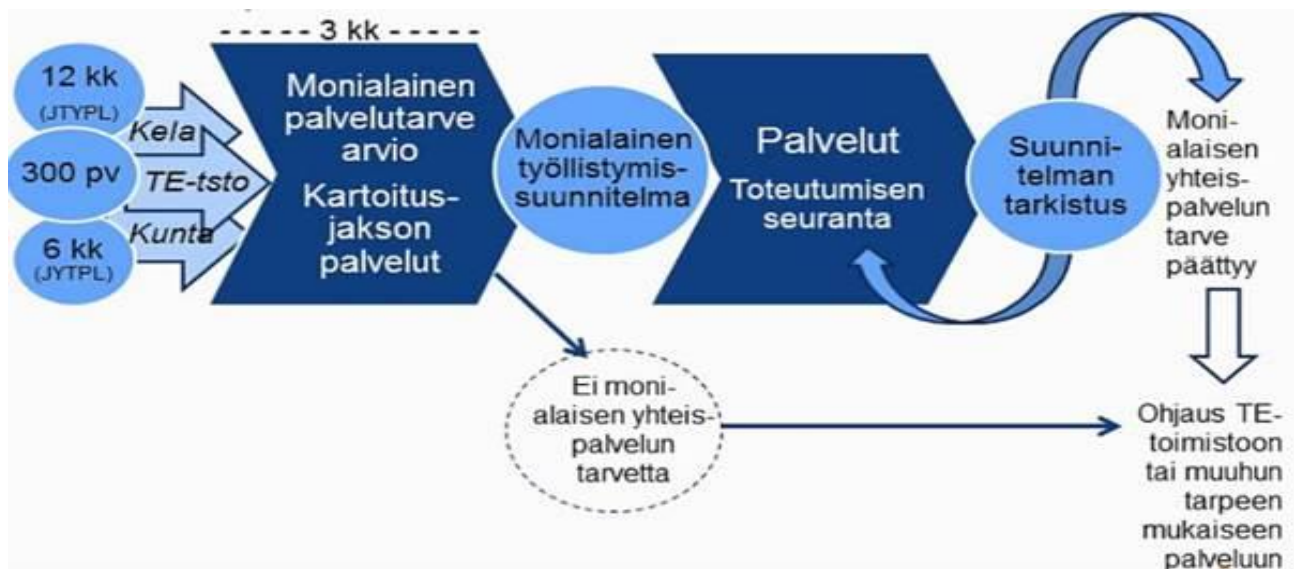 3 kk
12 kk
(JTYPL)
Kela
300 pv
TE-tsto
Kunta
6 kk
(JYTPL)
Monialainen
palvelutarve
arvio
Kartoitus-
jakson
palvelut
Monialainen
työllistymis-
suunnitelma
Palvelut
Toteutumisen
seuranta
Suunni-
telman
tarkistus
Moni-
alaisen
yhteis-
palvelun
tarve
päättyy
Ei moni-
alaisen yhteis-
palvelun
tarvetta
Ohjaus TE-
toimistoon
tai muuhun
tarpeen
mukaiseen
palveluun